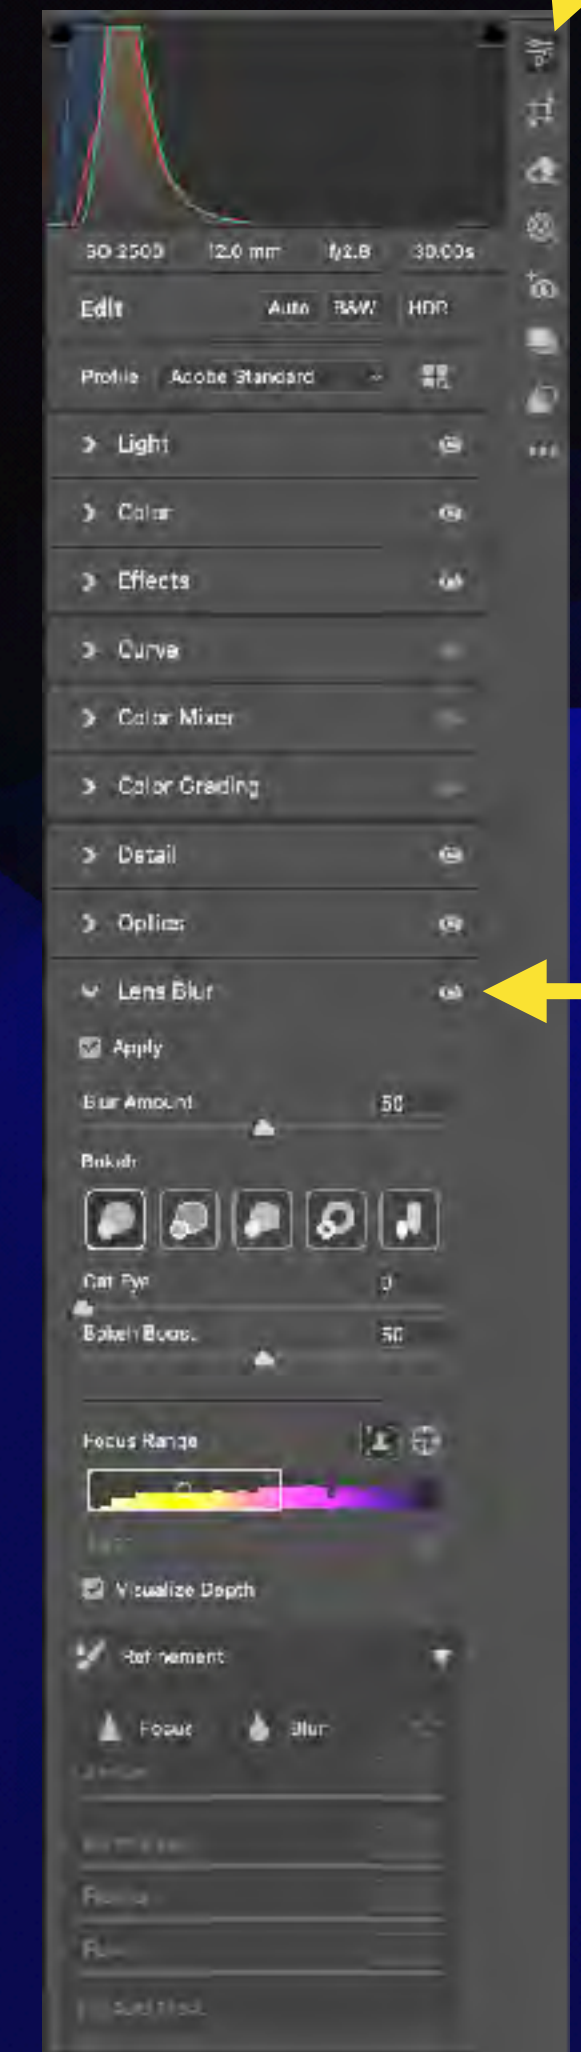 ISO 2500 12.0 mm f/2.8 30.00s
Edit Auto B&W HDR
Profile Adobe Standard
Light
Color
Effects
Curve
Color Mixer
Color Grading
Detail
Optics
Lens Blur
Apply
Blur Amount 50
Bokeh
Cat Eye 0
Bokeh Boost 50
Focus Range
Visualize Depth
Refinement
Focus Blur